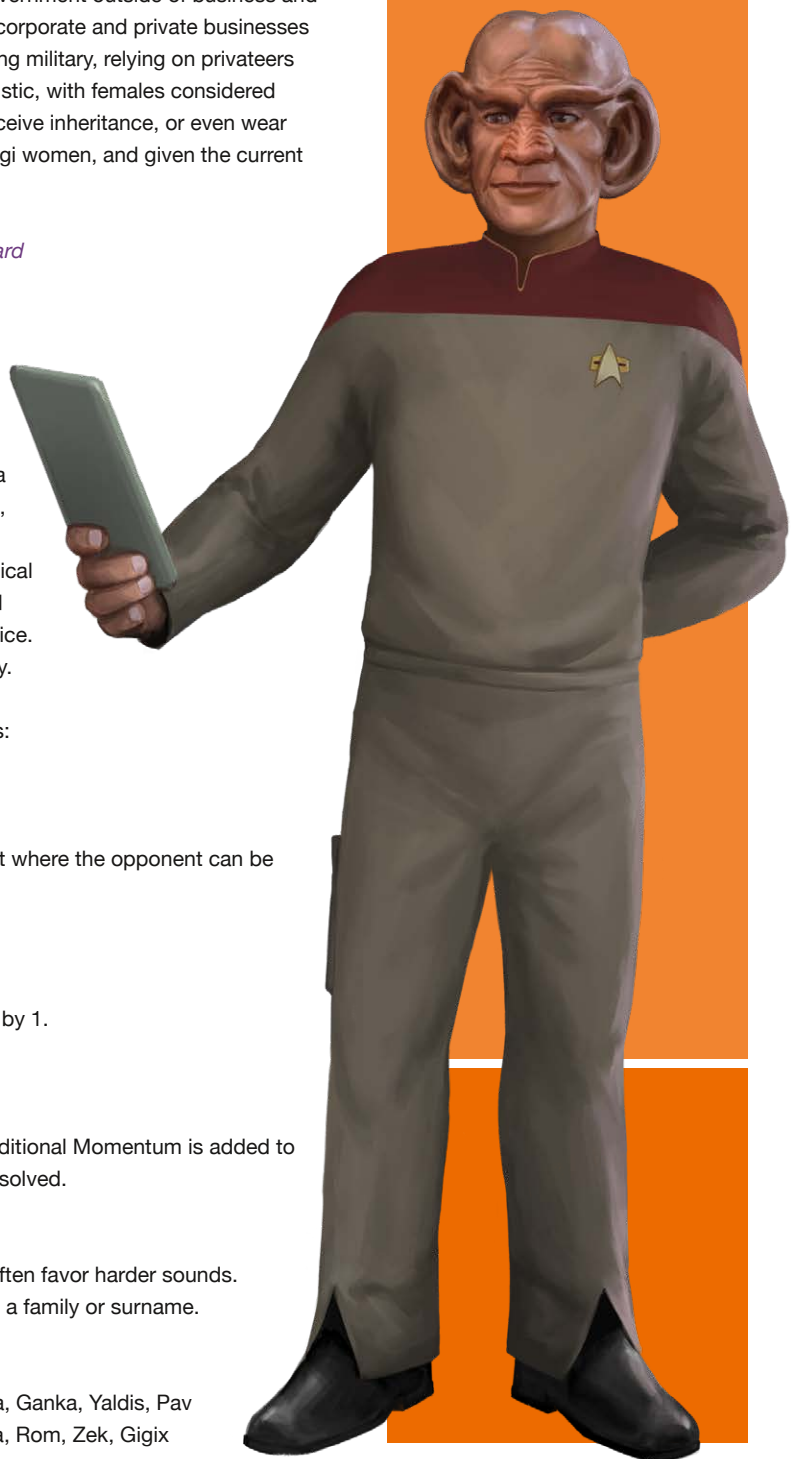 vernment outside of business and
corporate and private businesses
ng military, relying on privateers
stic, with females considered
ceive inheritance, or even wear
gi women, and given the current
ard
a
,
ical
ice.
y.
s:
t where the opponent can be
by 1.
ditional Momentum is added to
solved.
ften favor harder sounds.
a family or surname.
a, Ganka, Yaldis, Pav
a, Rom, Zek, Gigix